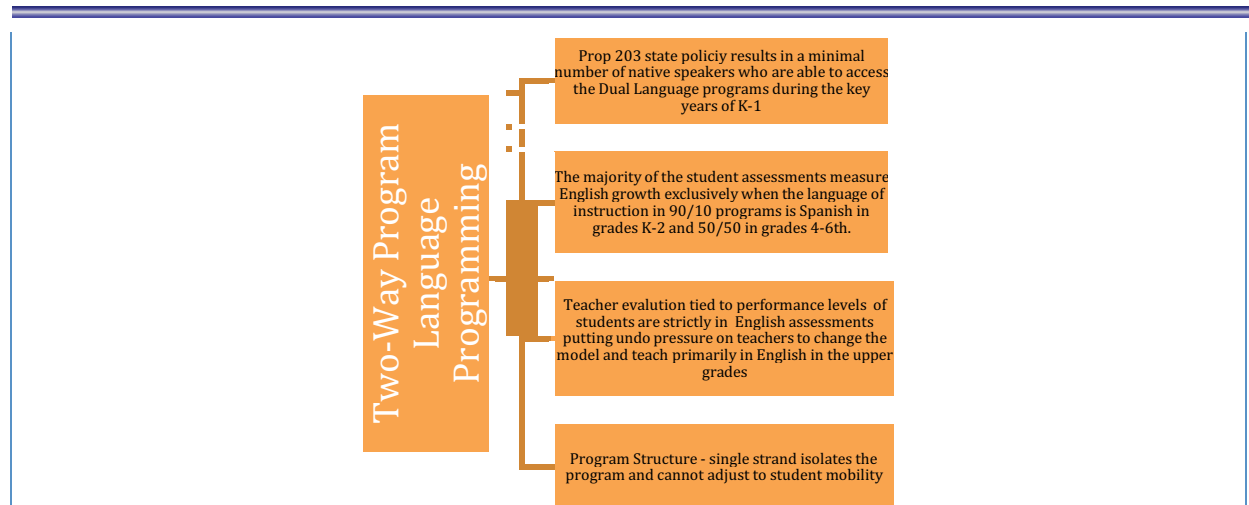 Two-Way Program
Language
Programming
Prop 203 state policiy results in a minimal
number of native speakers who are able to access
the Dual Language programs during the key
years of K-1
The majority of the student assessments measure
English growth exclusively when the language of
instruction in 90/10 programs is Spanish in
grades K-2 and 50/50 in grades 4-6th.
Teacher evalution tied to performance levels of
students are strictly in English assessments
putting undo pressure on teachers to change the
model and teach primarily in English in the upper
grades
Program Structure - single strand isolates the
program and cannot adjust to student mobility